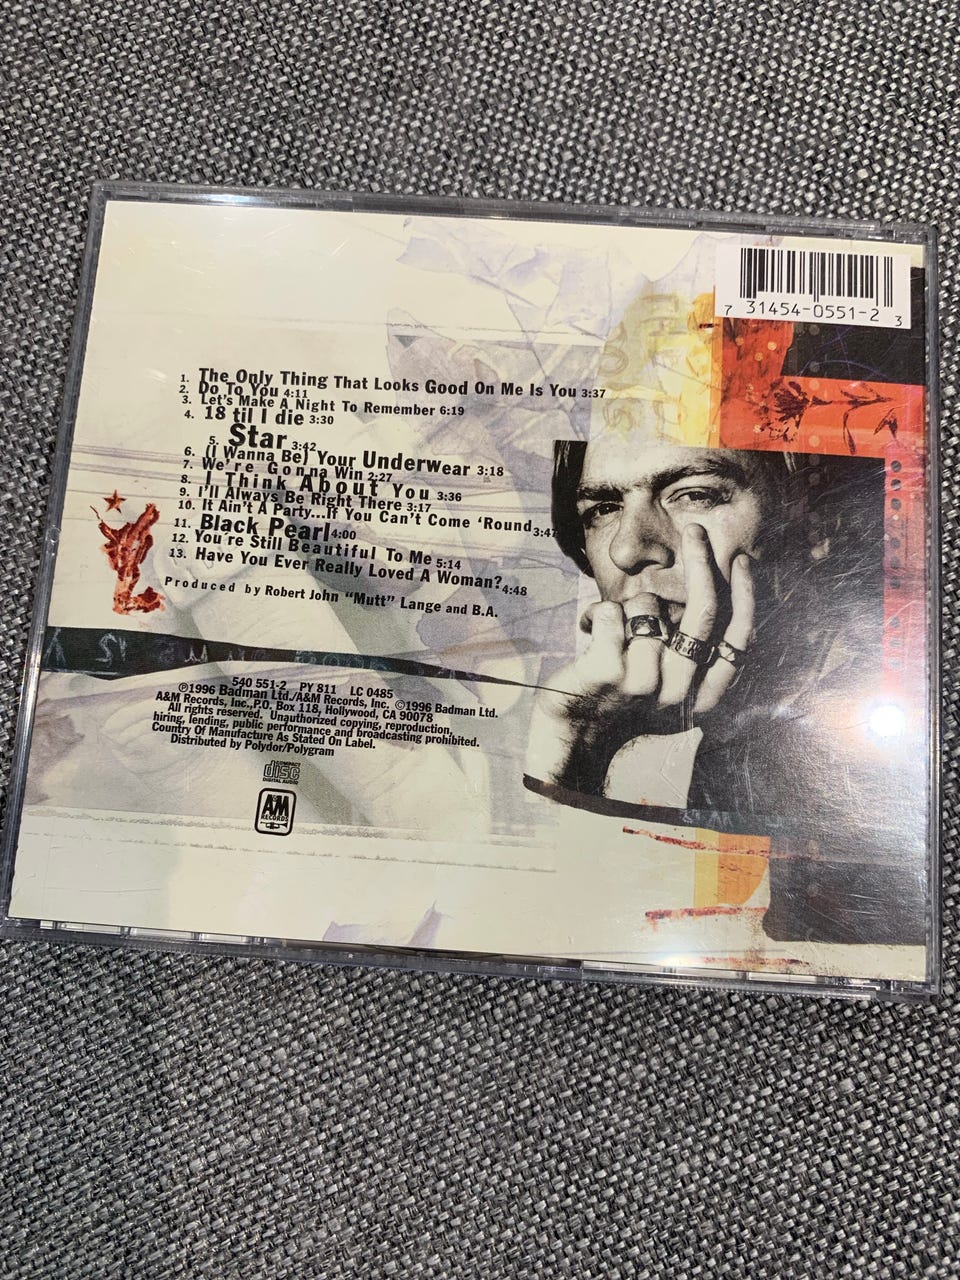 7 31454-0551-2 3
1. The Only Thing That Looks Good On Me Is You 3:37
2. Do To You 4:11
3. Let's Make A Night To Remember 6:19
4. 18 til I die 3:30
5. Star 3:42
6. (I Wanna Be) Your Underwear 3:18
7. We're Gonna Win 2:27
8. I Think About You 3:36
9. I'll Always Be Right There 3:17
10. It Ain't A Party...If You Can't Come 'Round 3:47
11. Black Pearl 4:00
12. You're Still Beautiful To Me 5:14
13. Have You Ever Really Loved A Woman? 4:48
Produced by Robert John "Mutt" Lange and B.A.
540 551-2 PY 811 LC 0485
℗1996 Badman Ltd./A&M Records, Inc. ©1996 Badman Ltd.
A&M Records, Inc., P.O. Box 118, Hollywood, CA 90078
All rights reserved. Unauthorized copying, reproduction,
hiring, lending, public performance and broadcasting prohibited.
Country Of Manufacture As Stated On Label.
Distributed by Polydor/Polygram
COMPACT
disc
DIGITAL AUDIO
A&M
RECORDS